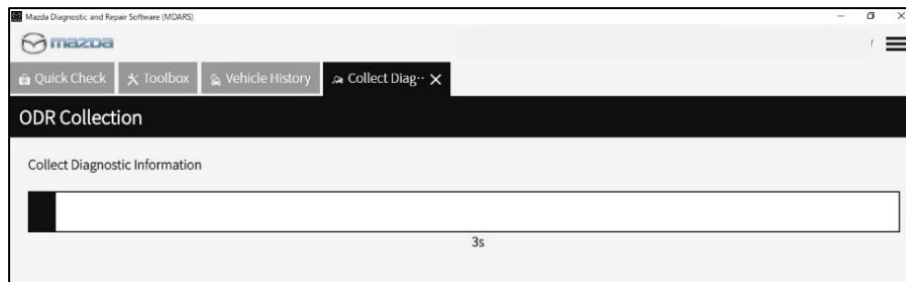 Mazda Diagnostic and Repair Software (MDARS)
mazda
Quick Check Toolbox Vehicle History Collect Diag··
ODR Collection
Collect Diagnostic Information
3s